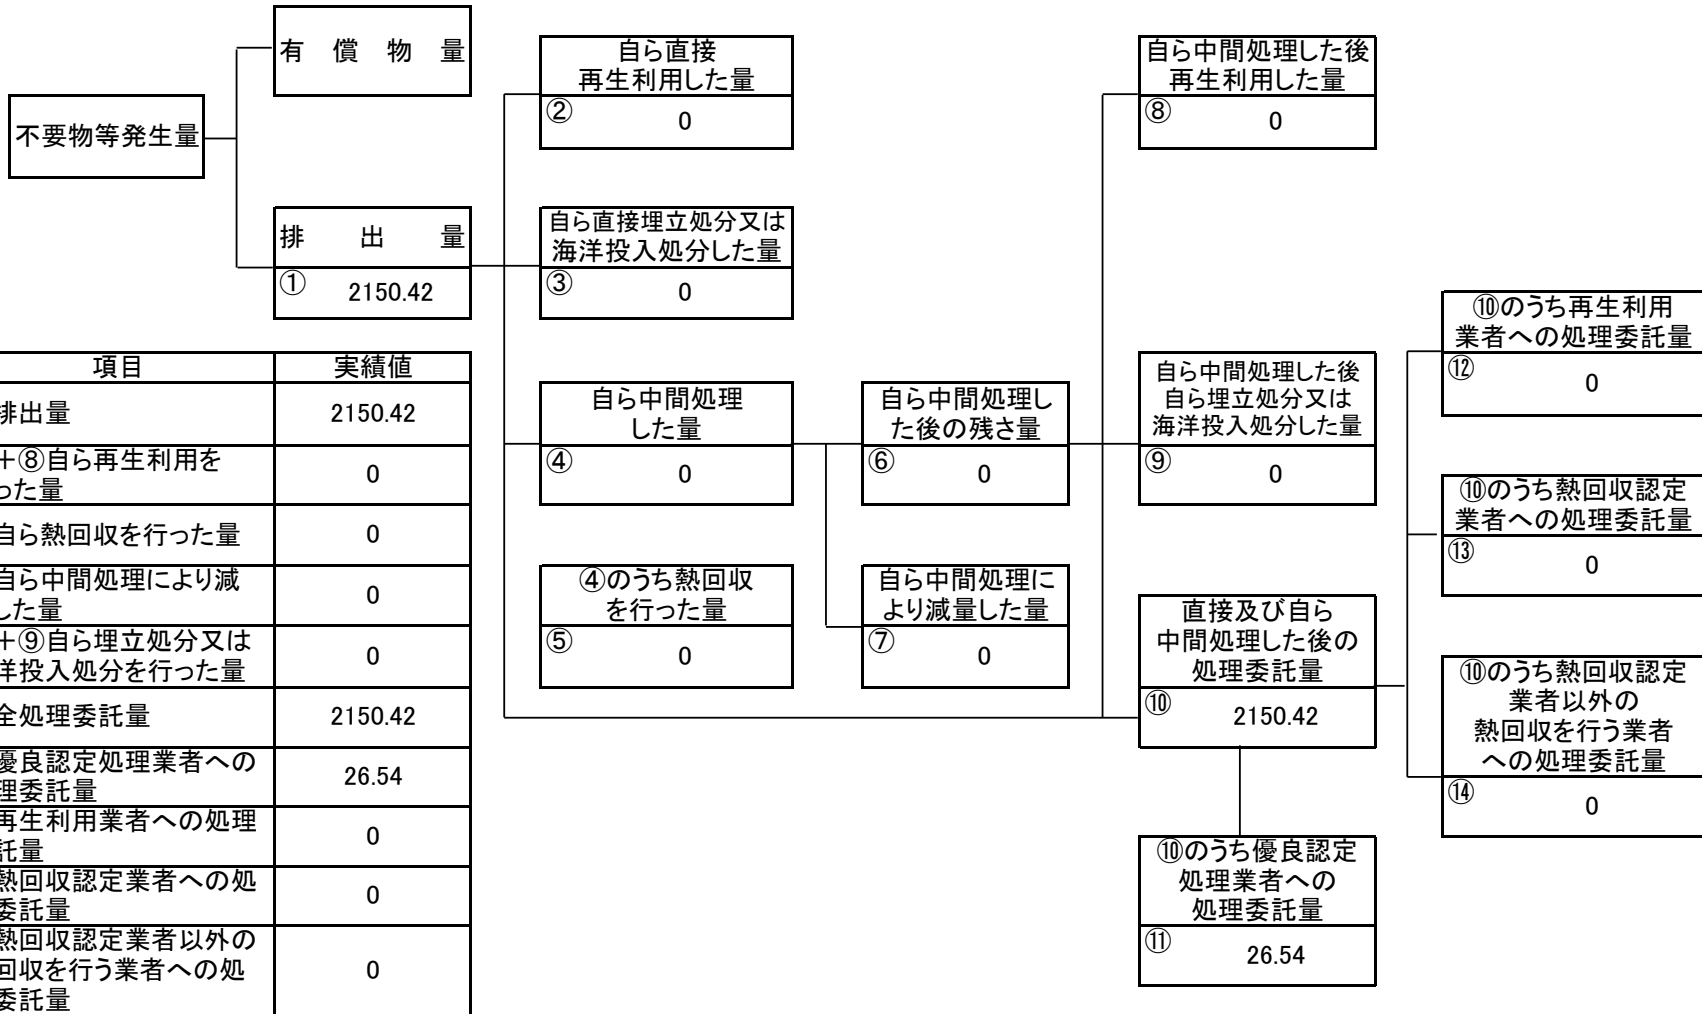 有償物量
不要物等発生量
排出量
① 2150.42
自ら直接
再生利用した量
② 0
自ら直接埋立処分又は
海洋投入処分した量
③ 0
自ら中間処理
した量
④ 0
④のうち熱回収
を行った量
⑤ 0
自ら中間処理し
た後の残さ量
⑥ 0
自ら中間処理に
より減量した量
⑦ 0
自ら中間処理した後
再生利用した量
⑧ 0
自ら中間処理した後
自ら埋立処分又は
海洋投入処分した量
⑨ 0
直接及び自ら
中間処理した後の
処理委託量
⑩ 2150.42
⑩のうち優良認定
処理業者への
処理委託量
⑪ 26.54
⑩のうち再生利用
業者への処理委託量
⑫ 0
⑩のうち熱回収認定
業者への処理委託量
⑬ 0
⑩のうち熱回収認定
業者以外の
熱回収を行う業者
への処理委託量
⑭ 0
項目 実績値
排出量 2150.42
+⑧自ら再生利用を
った量 0
自ら熱回収を行った量 0
自ら中間処理により減
した量 0
+⑨自ら埋立処分又は
洋投入処分を行った量 0
全処理委託量 2150.42
優良認定処理業者への
理委託量 26.54
再生利用業者への処理
託量 0
熱回収認定業者への処
委託量 0
熱回収認定業者以外の
回収を行う業者への処
委託量 0